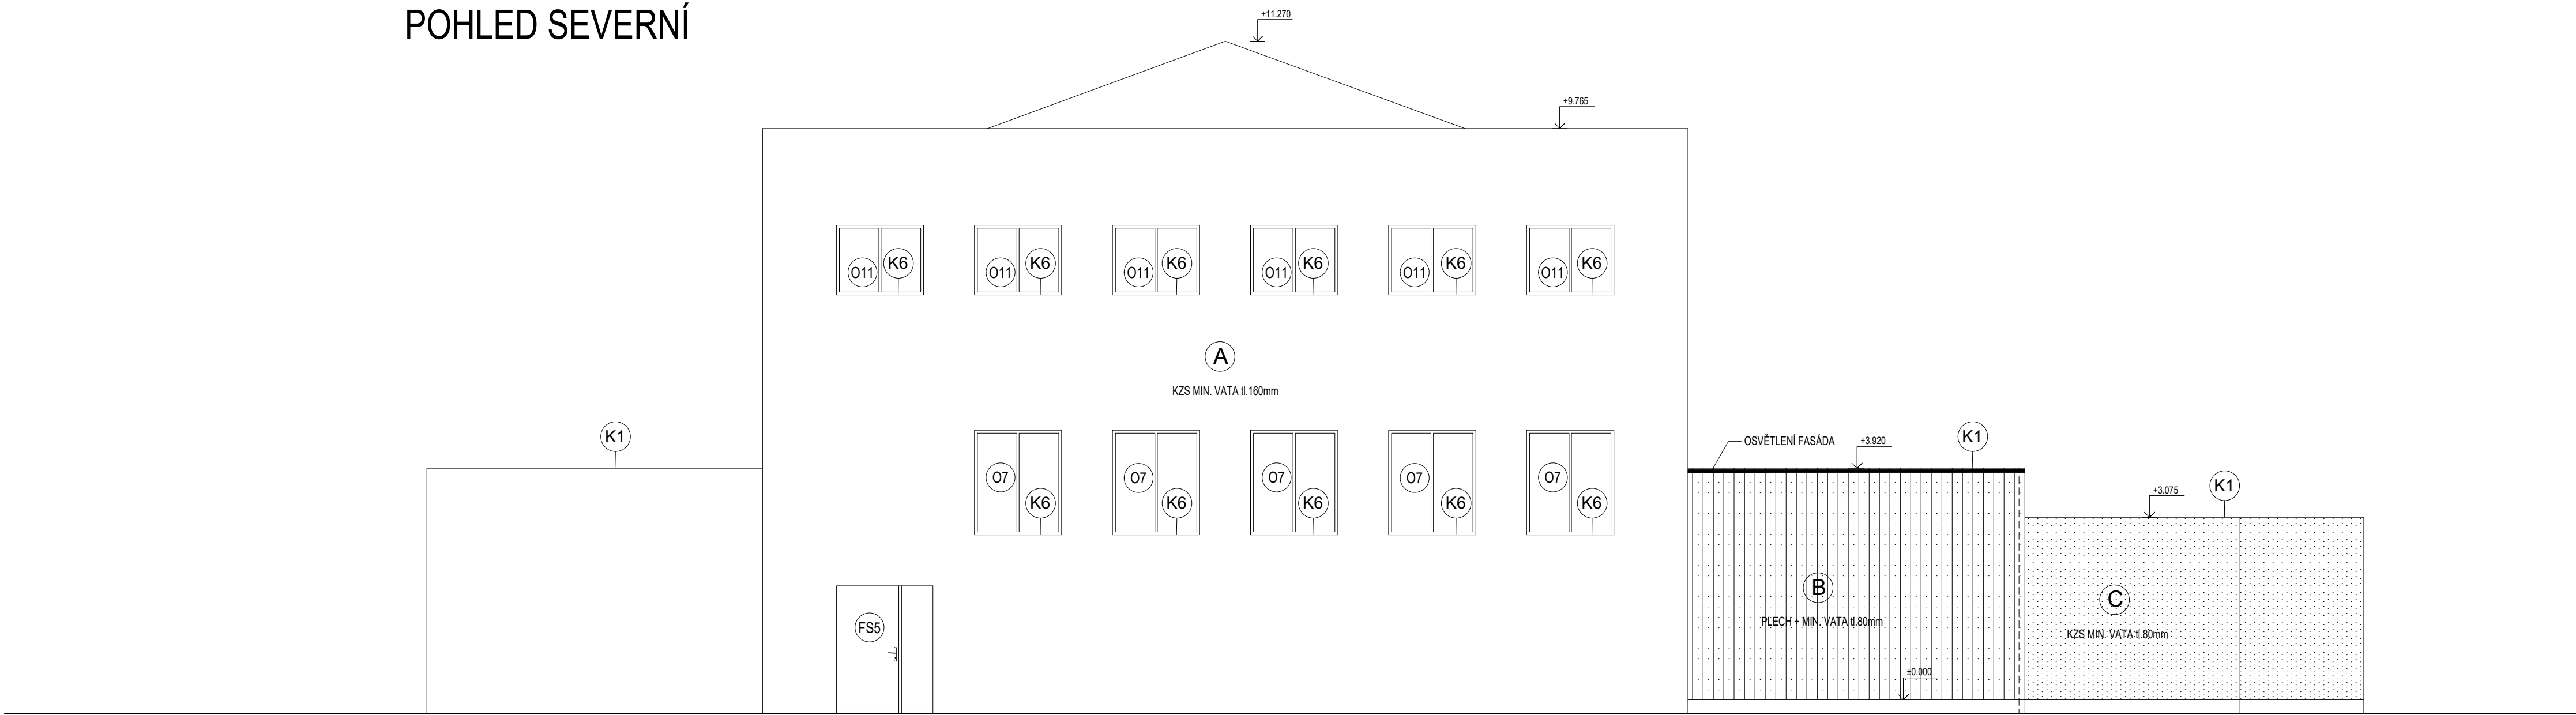 POHLED SEVERNÍ
+11.270
+9.765
O11 K6 O11 K6 O11 K6 O11 K6 O11 K6 O11 K6
A
KZS MIN. VATA tl.160mm
K1
OSVĚTLENÍ FASÁDA
+3.920
K1
O7 K6 O7 K6 O7 K6 O7 K6 O7 K6
+3.075
K1
B
PLECH + MIN. VATA tl.80mm
C
KZS MIN. VATA tl.80mm
FS5
±0.000